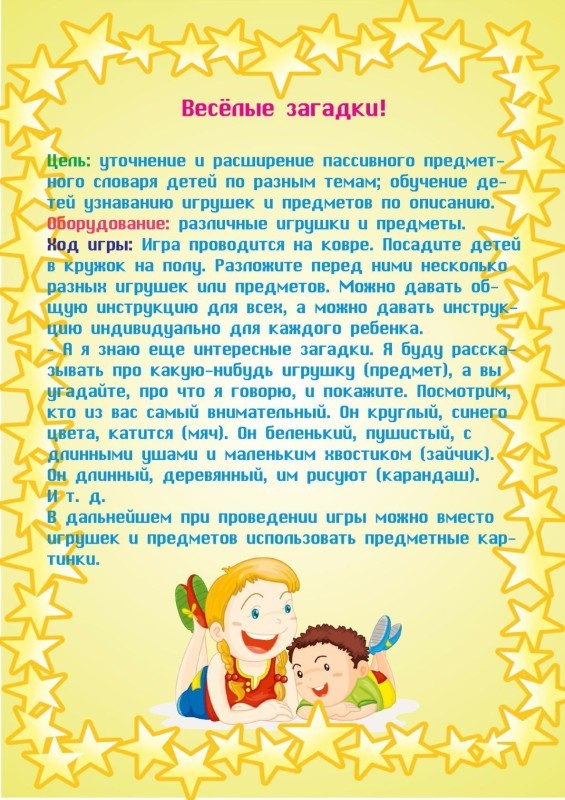 Весёлые загадки!
Цель: уточнение и расширение пассивного предмет-
ного словаря детей по разным темам; обучение де-
тей узнаванию игрушек и предметов по описанию.
Оборудование: различные игрушки и предметы.
Ход игры: Игра проводится на ковре. Посадите детей
в кружок на полу. Разложите перед ними несколько
разных игрушек или предметов. Можно давать об-
щую инструкцию для всех, а можно давать инструк-
цию индивидуально для каждого ребенка.
- А я знаю еще интересные загадки. Я буду расска-
зывать про какую-нибудь игрушку (предмет), а вы
угадайте, про что я говорю, и покажите. Посмотрим,
кто из вас самый внимательный. Он круглый, синего
цвета, катится (мяч). Он беленький, пушистый, с
длинными ушами и маленьким хвостиком (зайчик).
Он длинный, деревянный, им рисуют (карандаш).
И т. д.
В дальнейшем при проведении игры можно вместо
игрушек и предметов использовать предметные кар-
тинки.